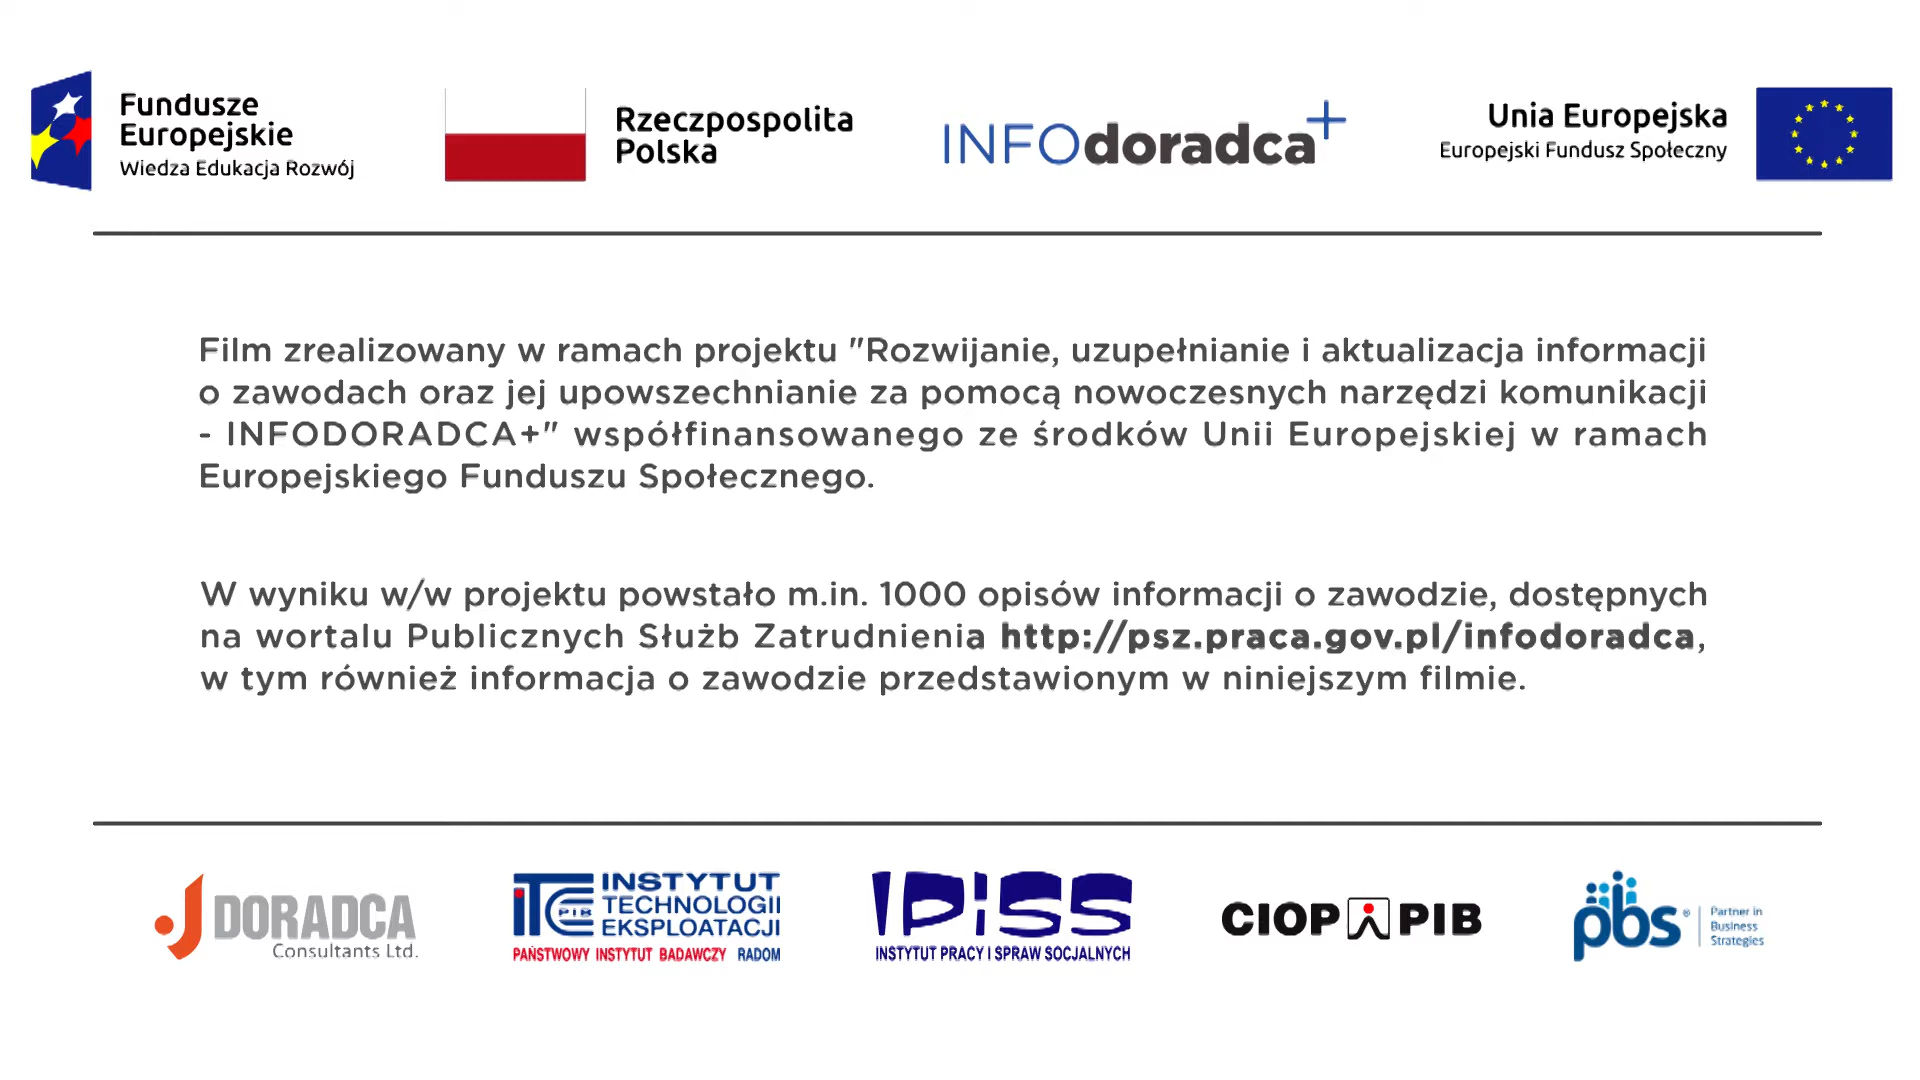 Fundusze
Europejskie
Wiedza Edukacja Rozwój
Rzeczpospolita
Polska
INFOdoradca+
Unia Europejska
Europejski Fundusz Społeczny
Film zrealizowany w ramach projektu "Rozwijanie, uzupełnianie i aktualizacja informacji
o zawodach oraz jej upowszechnianie za pomocą nowoczesnych narzędzi komunikacji
- INFODORADCA+" współfinansowanego ze środków Unii Europejskiej w ramach
Europejskiego Funduszu Społecznego.
W wyniku w/w projektu powstało m.in. 1000 opisów informacji o zawodzie, dostępnych
na wortalu Publicznych Służb Zatrudnienia http://psz.praca.gov.pl/infodoradca,
w tym również informacja o zawodzie przedstawionym w niniejszym filmie.
DORADCA
Consultants Ltd.
ITE
PIB
INSTYTUT
TECHNOLOGII
EKSPLOATACJI
PAŃSTWOWY INSTYTUT BADAWCZY RADOM
IPiSS
INSTYTUT PRACY I SPRAW SOCJALNYCH
CIOP PIB
pbs®
Partner in
Business
Strategies